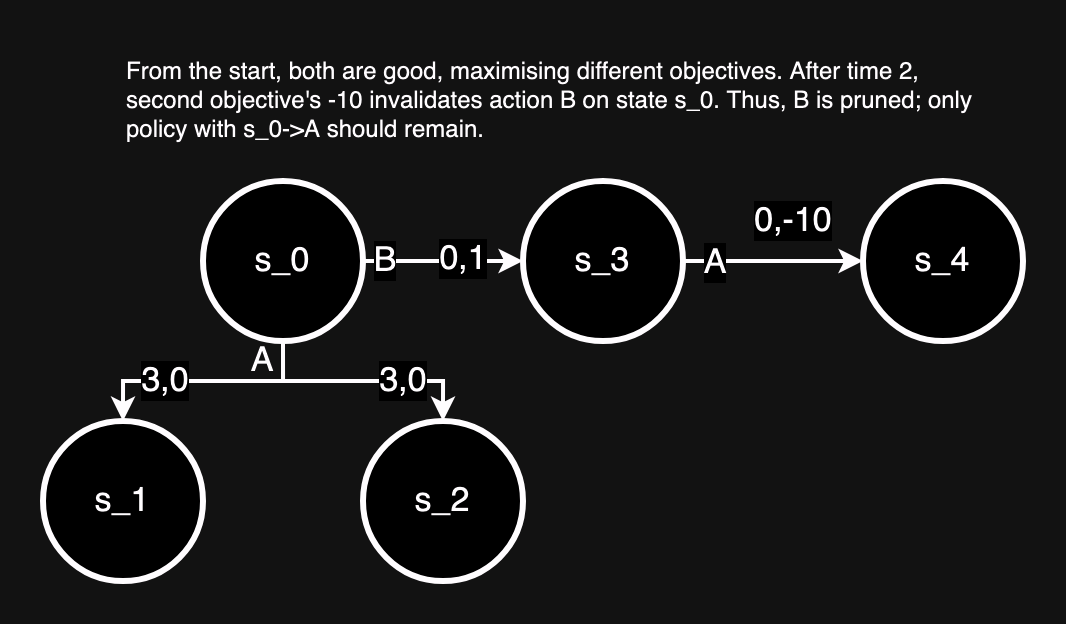 From the start, both are good, maximising different objectives. After time 2,
second objective's -10 invalidates action B on state s_0. Thus, B is pruned; only
policy with s_0->A should remain.
0,-10
s_0
B
0,1
s_3
A
s_4
A
3,0
3,0
s_1
s_2